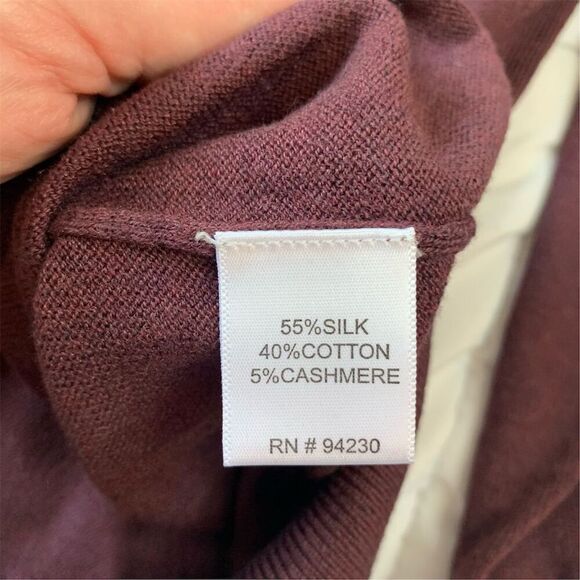 55%SILK
40%COTTON
5%CASHMERE
RN # 94230